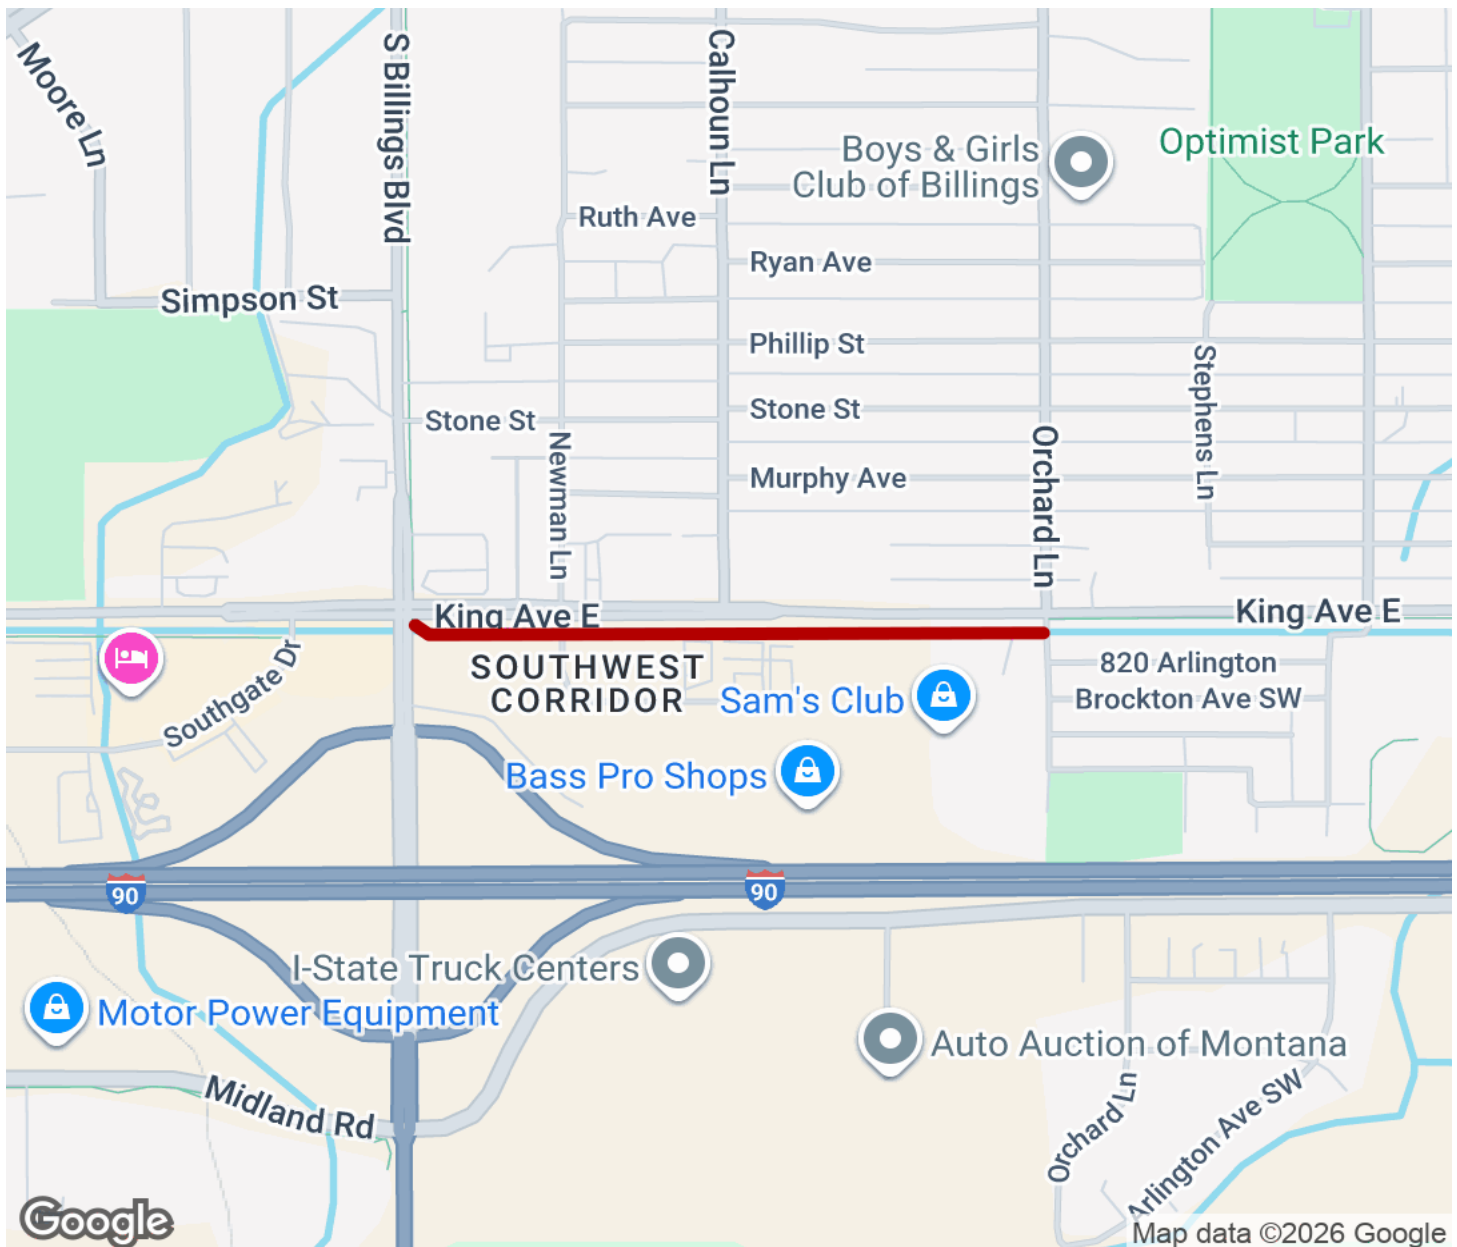 Moore Ln
S Billings Blvd
Calhoun Ln
Boys & Girls
Club of Billings
Optimist Park
Ruth Ave
Ryan Ave
Simpson St
Phillip St
Stephens Ln
Stone St
Stone St
Newman Ln
Murphy Ave
Orchard Ln
King Ave E
King Ave E
SOUTHWEST
CORRIDOR
Southgate Dr
Sam's Club
820 Arlington
Brockton Ave SW
Bass Pro Shops
90
90
I-State Truck Centers
Motor Power Equipment
Auto Auction of Montana
Midland Rd
Orchard Ln
Arlington Ave SW
Google
Map data ©2026 Google